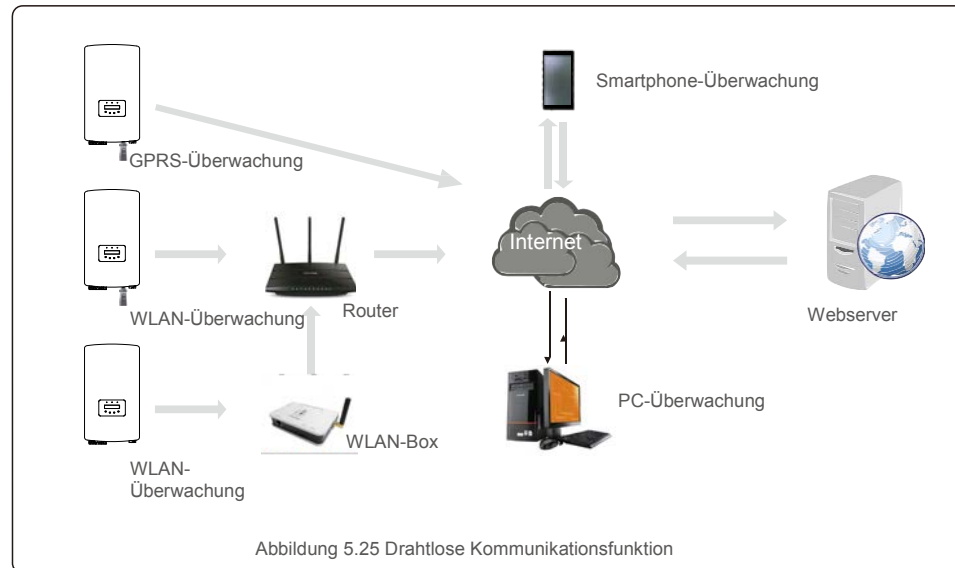 Smartphone-Überwachung
GPRS-Überwachung
Internet
WLAN-Überwachung
Router
Webserver
WLAN-Box
PC-Überwachung
WLAN-
Überwachung
Abbildung 5.25 Drahtlose Kommunikationsfunktion